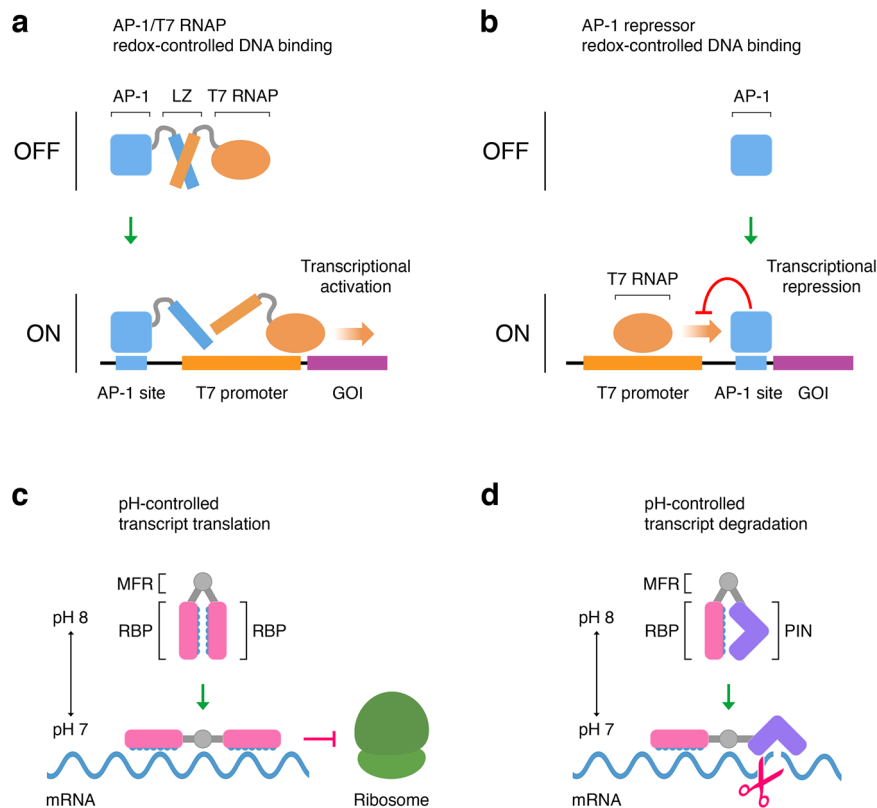 a
AP-1/T7 RNAP
redox-controlled DNA binding
AP-1 LZ T7 RNAP
OFF
ON
Transcriptional
activation
AP-1 site T7 promoter GOI
b
AP-1 repressor
redox-controlled DNA binding
AP-1
OFF
ON
T7 RNAP
Transcriptional
repression
T7 promoter AP-1 site GOI
c
pH-controlled
transcript translation
MFR
pH 8
RBP RBP
pH 7
mRNA Ribosome
d
pH-controlled
transcript degradation
MFR
pH 8
RBP PIN
pH 7
mRNA